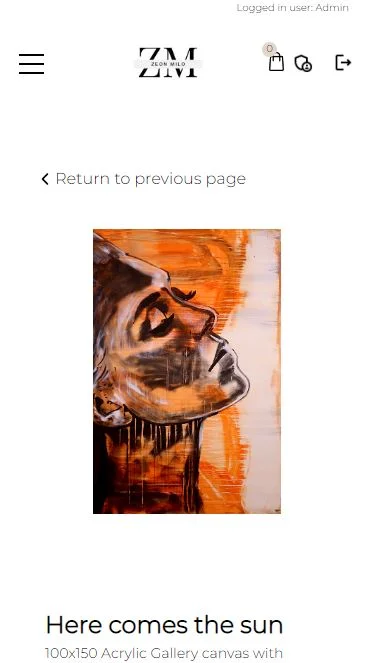 Logged in user: Admin
ZM
ZEON MILO
0
Return to previous page
Here comes the sun
100x150 Acrylic Gallery canvas with